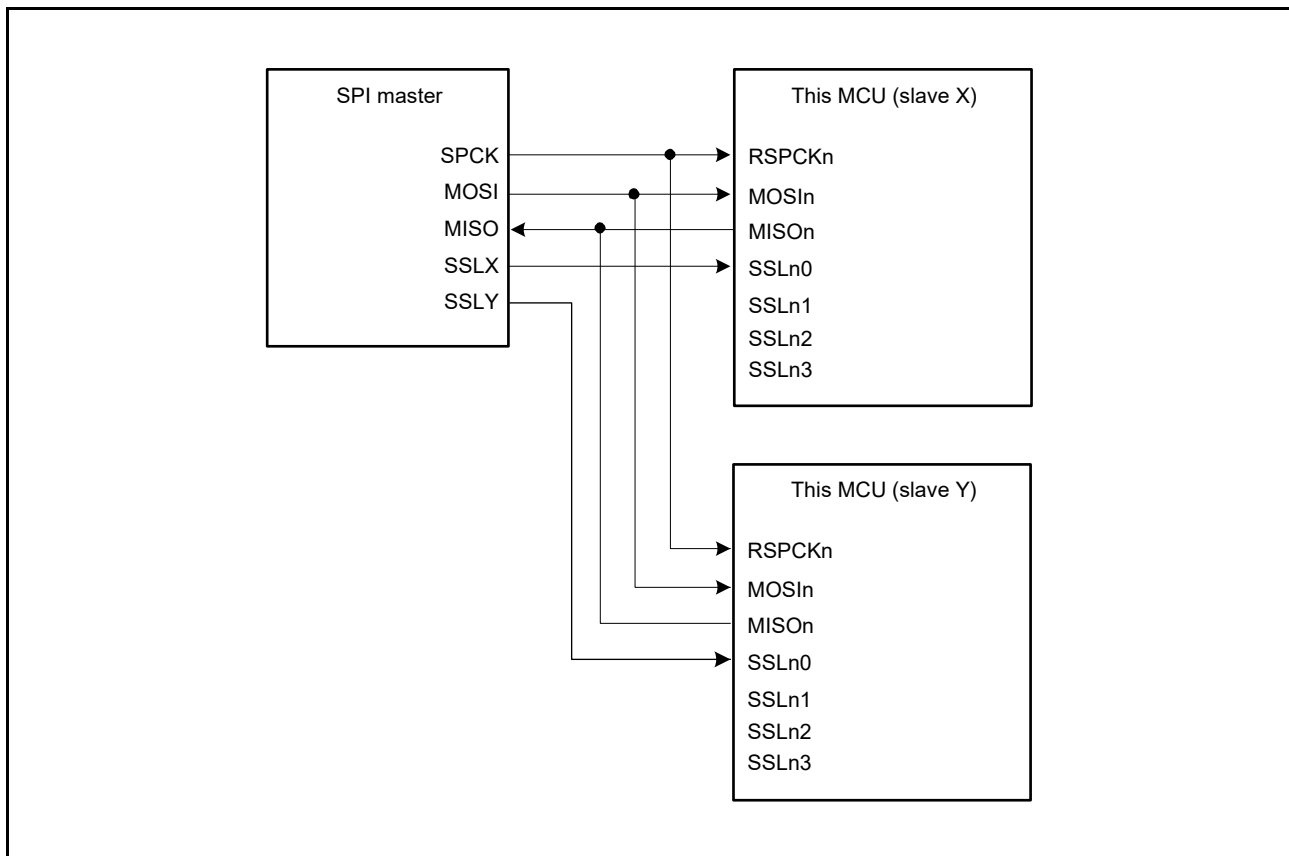 SPI master
SPCK
MOSI
MISO
SSLX
SSLY
This MCU (slave X)
RSPCKn
MOSIn
MISOn
SSLn0
SSLn1
SSLn2
SSLn3
This MCU (slave Y)
RSPCKn
MOSIn
MISOn
SSLn0
SSLn1
SSLn2
SSLn3